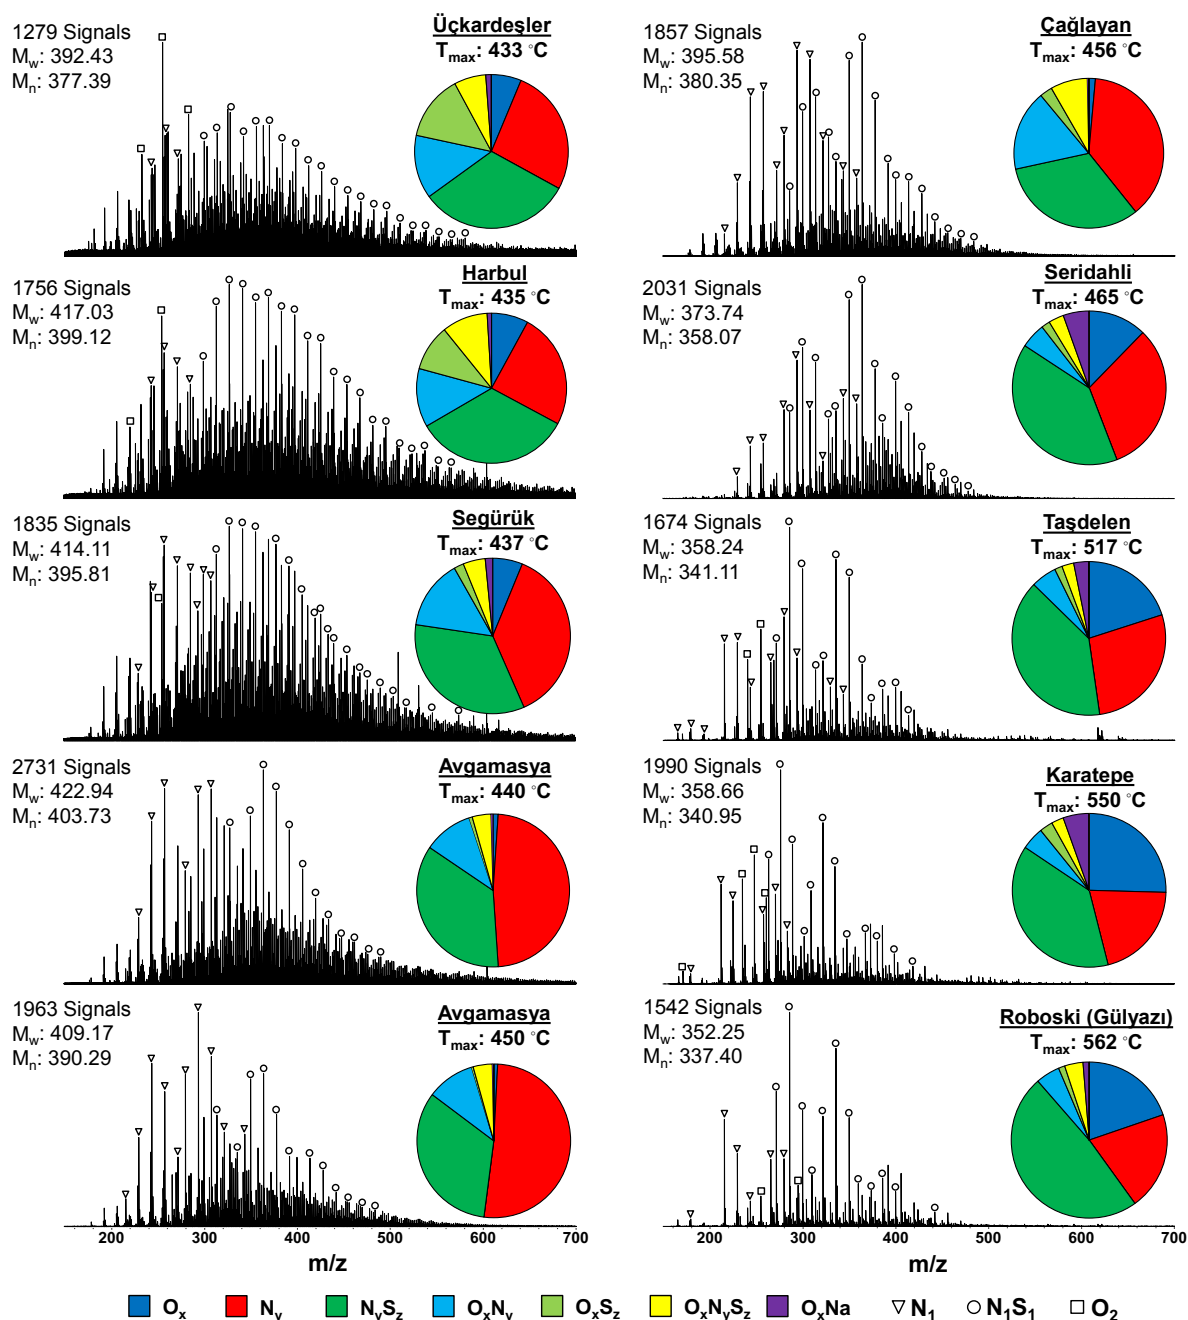 1279 Signals
Mw: 392.43
Mn: 377.39
Üçkardeşler
Tmax: 433 °C
1756 Signals
Mw: 417.03
Mn: 399.12
Harbul
Tmax: 435 °C
1835 Signals
Mw: 414.11
Mn: 395.81
Segürük
Tmax: 437 °C
2731 Signals
Mw: 422.94
Mn: 403.73
Avgamasya
Tmax: 440 °C
1963 Signals
Mw: 409.17
Mn: 390.29
Avgamasya
Tmax: 450 °C
200 300 400 500 600 700
m/z
1857 Signals
Mw: 395.58
Mn: 380.35
Çağlayan
Tmax: 456 °C
2031 Signals
Mw: 373.74
Mn: 358.07
Seridahli
Tmax: 465 °C
1674 Signals
Mw: 358.24
Mn: 341.11
Taşdelen
Tmax: 517 °C
1990 Signals
Mw: 358.66
Mn: 340.95
Karatepe
Tmax: 550 °C
1542 Signals
Mw: 352.25
Mn: 337.40
Roboski (Gülyazı)
Tmax: 562 °C
200 300 400 500 600 700
m/z
Ox Ny NySz OxNy OxSz OxNySz OxNa N1 N1S1 O2